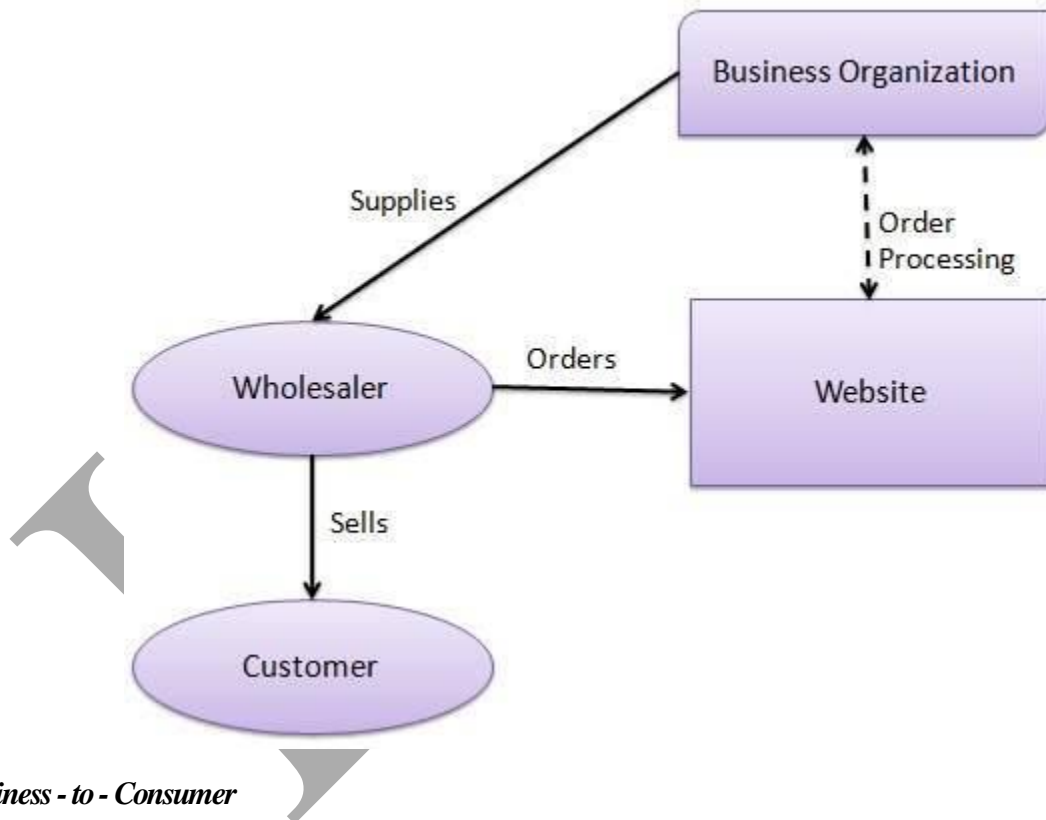 Business Organization
Supplies
Order
Processing
Wholesaler
Orders
Website
Sells
Customer
iness - to - Consumer